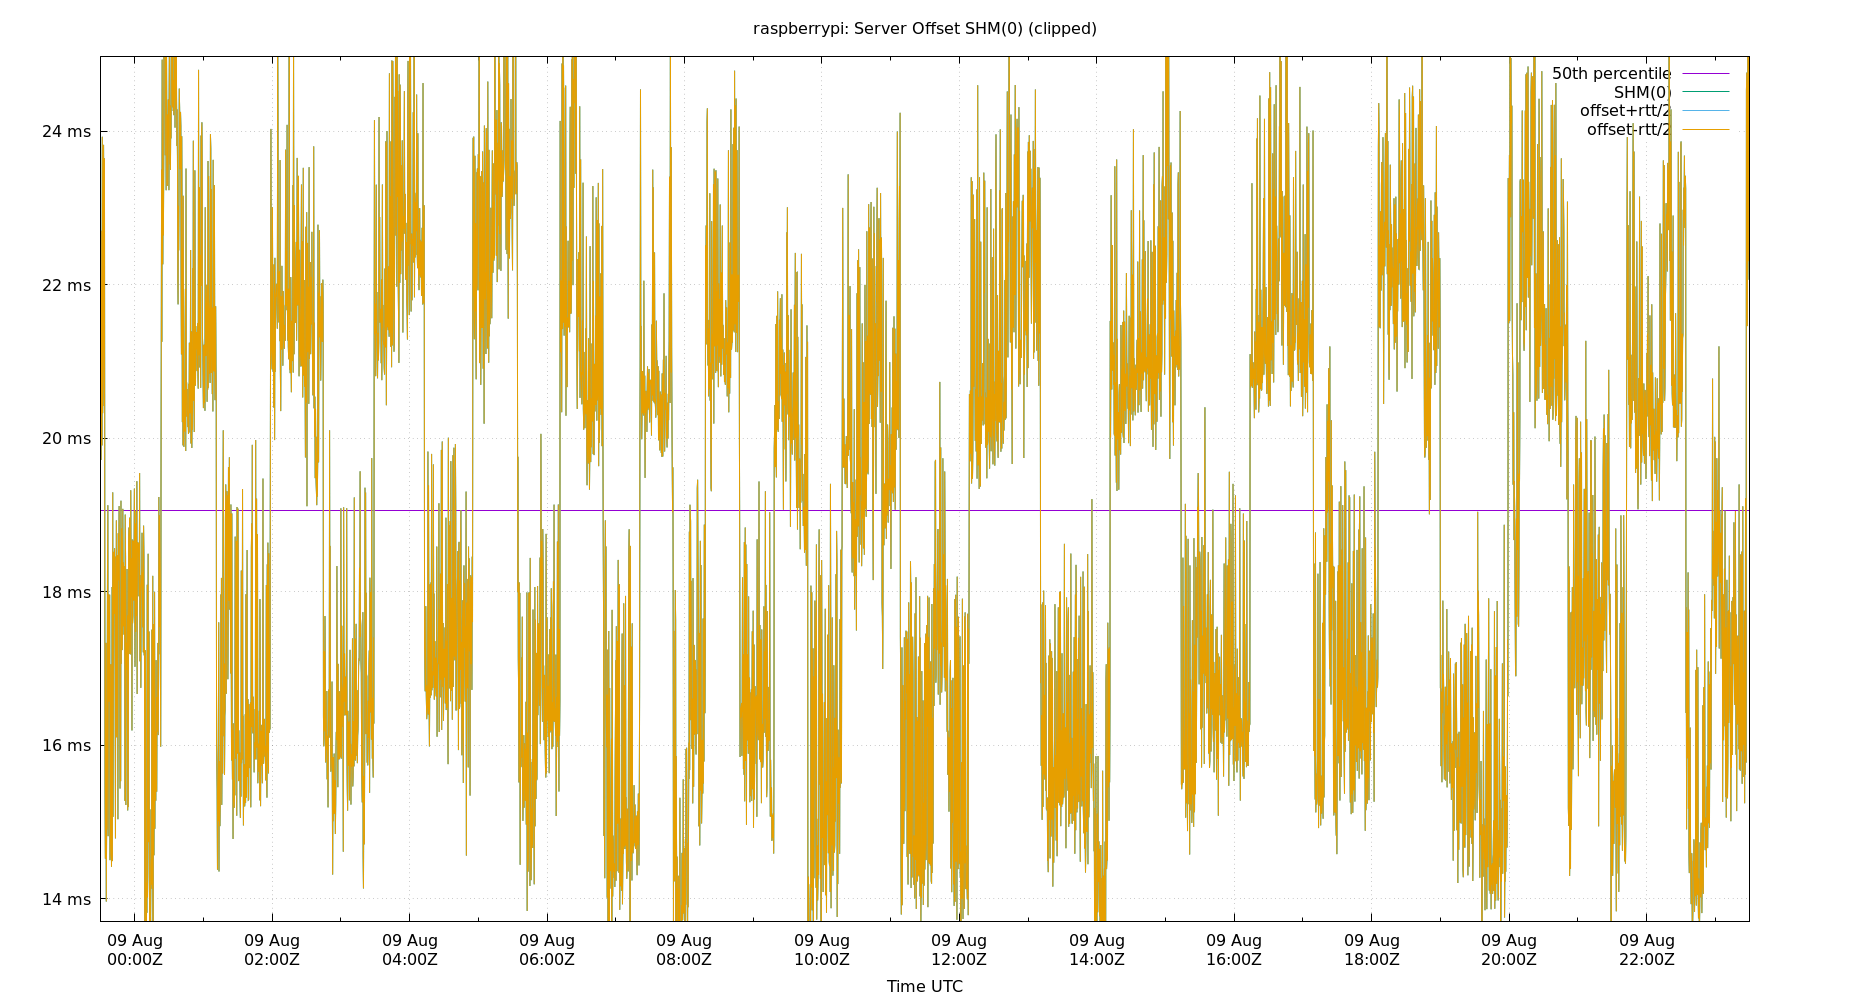 raspberrypi: Server Offset SHM(0) (clipped)
50th percentile
SHM(0)
offset+rtt/2
offset-rtt/2
24 ms
22 ms
20 ms
18 ms
16 ms
14 ms
09 Aug 09 Aug 09 Aug 09 Aug 09 Aug 09 Aug 09 Aug 09 Aug 09 Aug 09 Aug 09 Aug 09 Aug
00:00Z 02:00Z 04:00Z 06:00Z 08:00Z 10:00Z 12:00Z 14:00Z 16:00Z 18:00Z 20:00Z 22:00Z
Time UTC